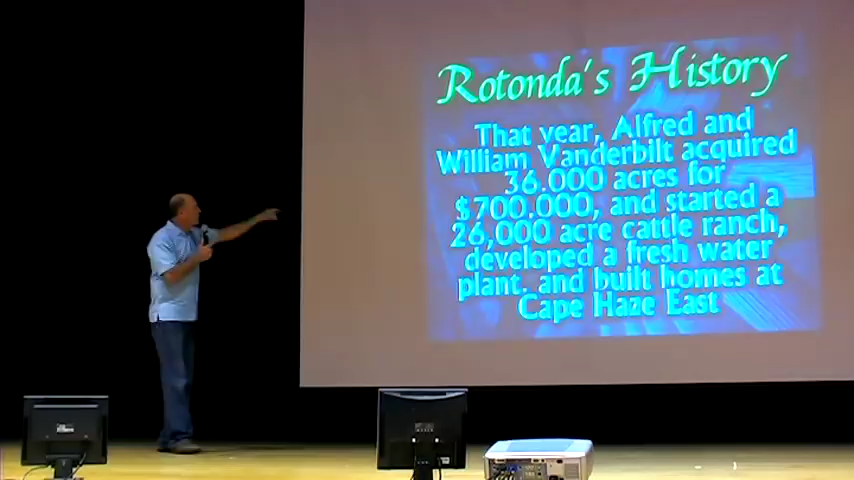 Rotonda's History
That year, Alfred and
William Vanderbilt acquired
36,000 acres for
$700,000, and started a
26,000 acre cattle ranch,
developed a fresh water
plant, and built homes at
Cape Haze East